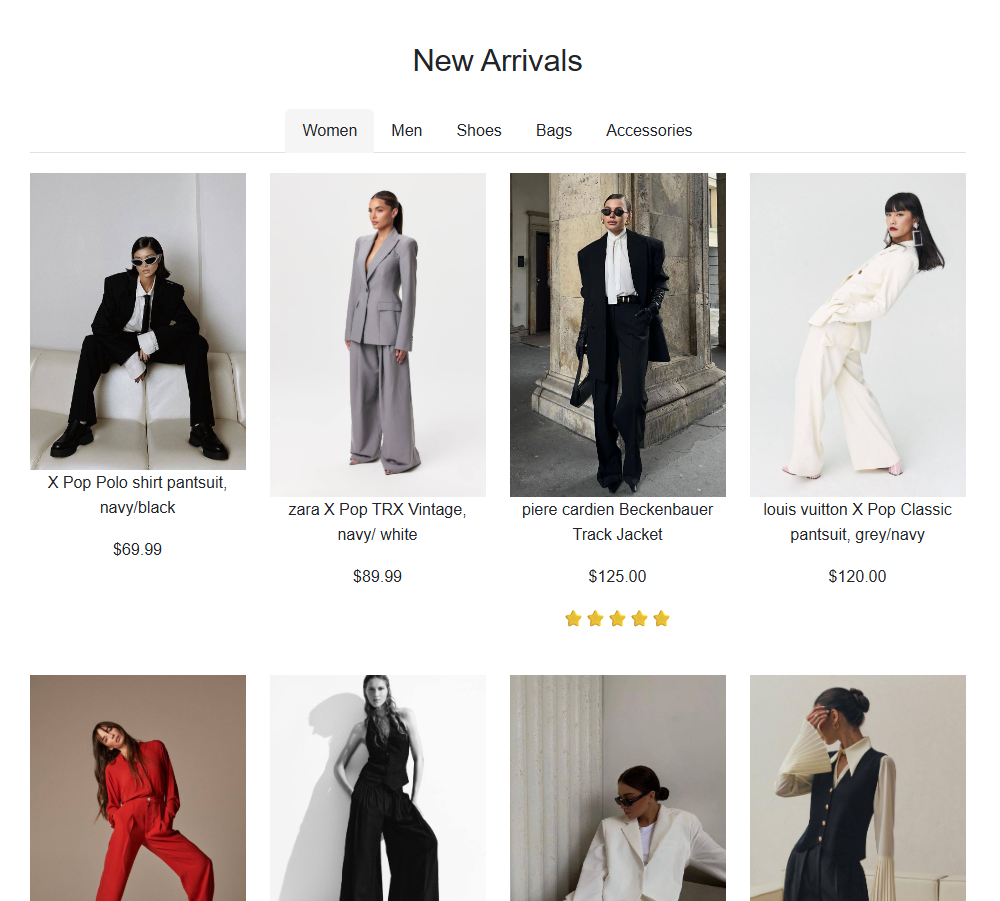 New Arrivals
Women
Men
Shoes
Bags
Accessories
X Pop Polo shirt pantsuit,
navy/black
$69.99
zara X Pop TRX Vintage,
navy/ white
$89.99
piere cardien Beckenbauer
Track Jacket
$125.00
louis vuitton X Pop Classic
pantsuit, grey/navy
$120.00